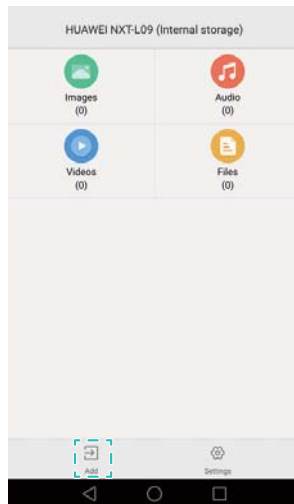 HUAWEI NXT-L09 (Internal storage)
Images
(0)
Audio
(0)
Videos
(0)
Files
(0)
Add
Settings